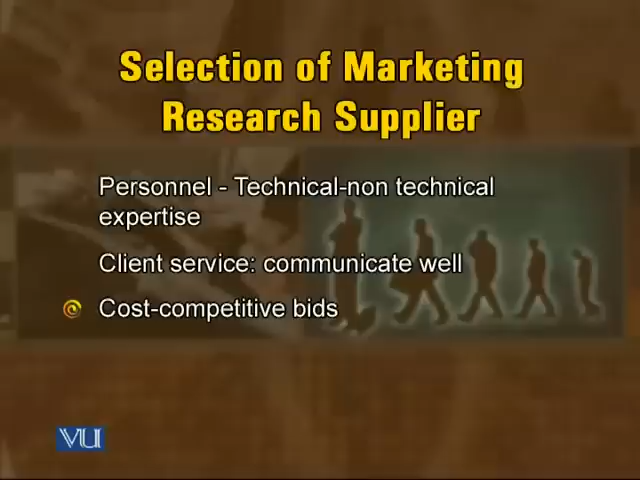 Selection of Marketing
Research Supplier
Personnel - Technical-non technical
expertise
Client service: communicate well
Cost-competitive bids
VU